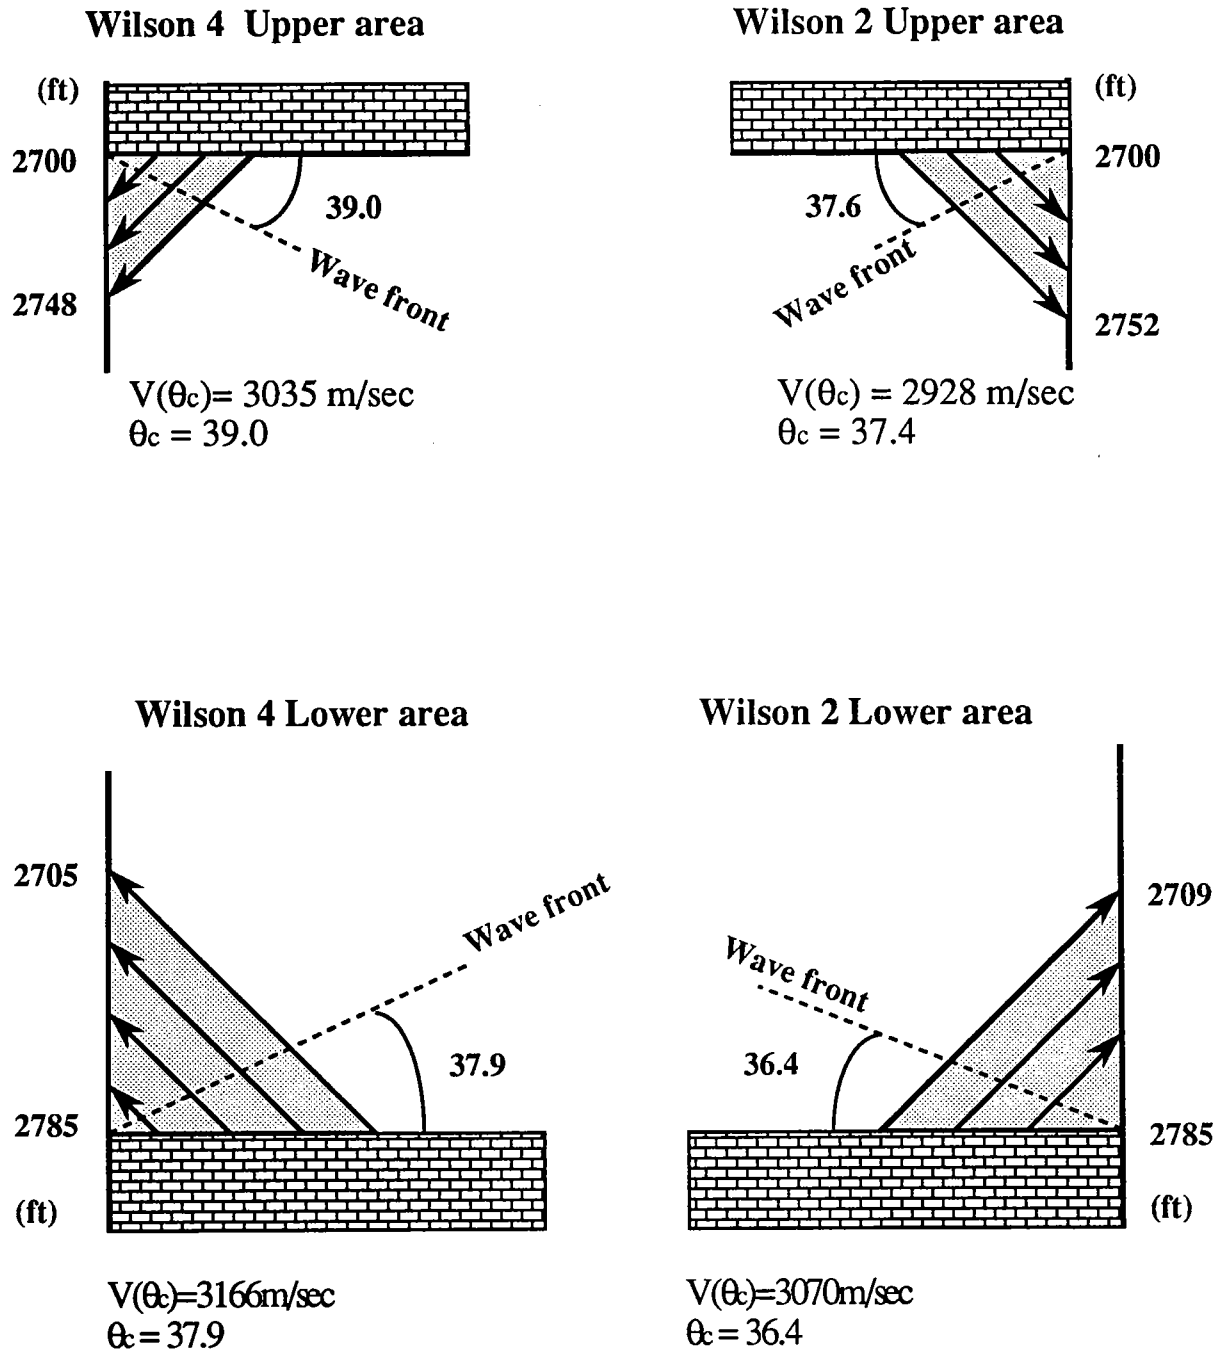 Wilson 4 Upper area
(ft)
2700
39.0
Wave front
2748
V(θc)= 3035 m/sec
θc = 39.0
Wilson 2 Upper area
(ft)
2700
37.6
Wave front
2752
V(θc) = 2928 m/sec
θc = 37.4
Wilson 4 Lower area
2705
Wave front
37.9
2785
(ft)
V(θc)=3166m/sec
θc = 37.9
Wilson 2 Lower area
2709
Wave front
36.4
2785
(ft)
V(θc)=3070m/sec
θc = 36.4